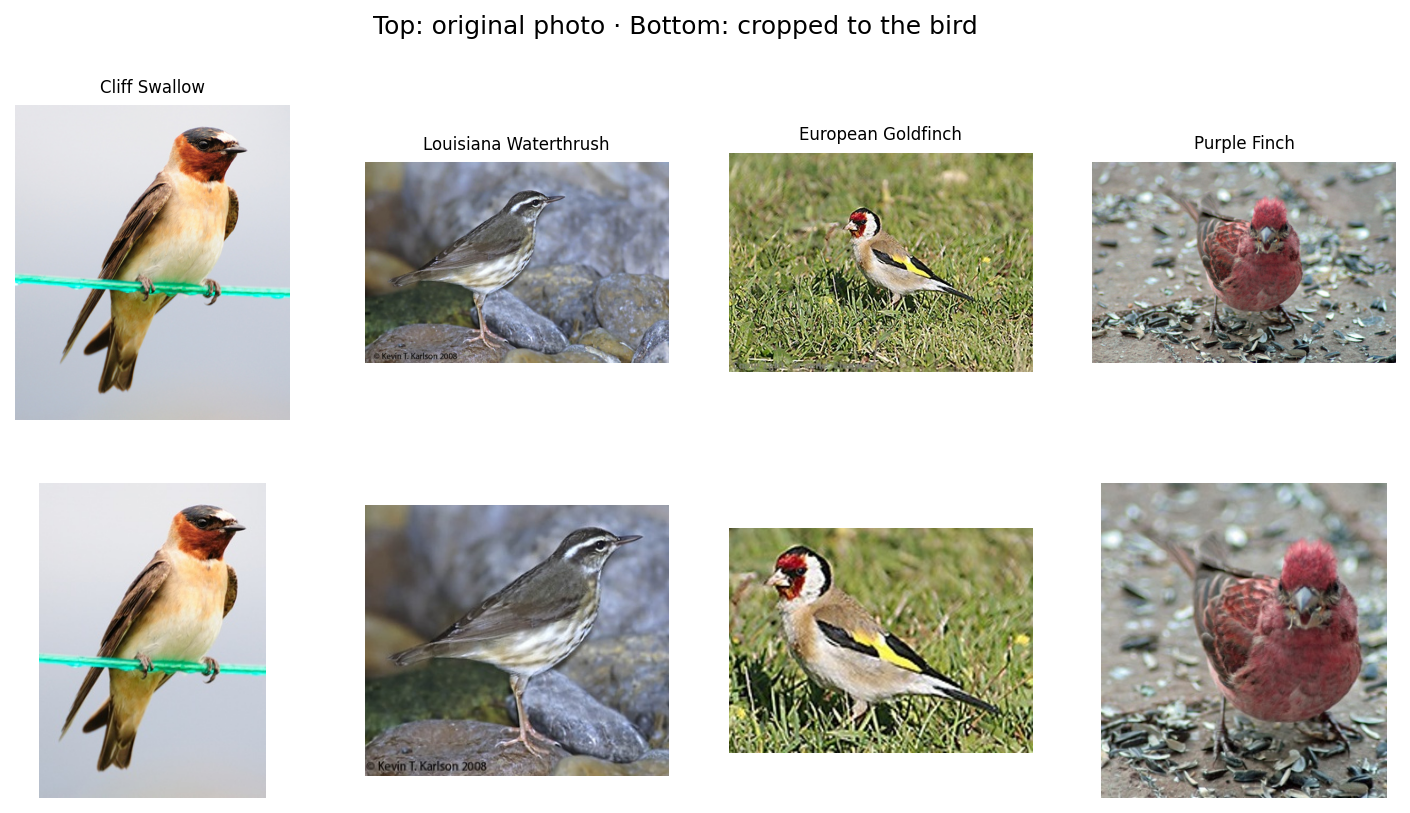 Top: original photo · Bottom: cropped to the bird
Cliff Swallow
Louisiana Waterthrush
European Goldfinch
Purple Finch
© Kevin T. Karlson 2008
© Kevin T. Karlson 2008